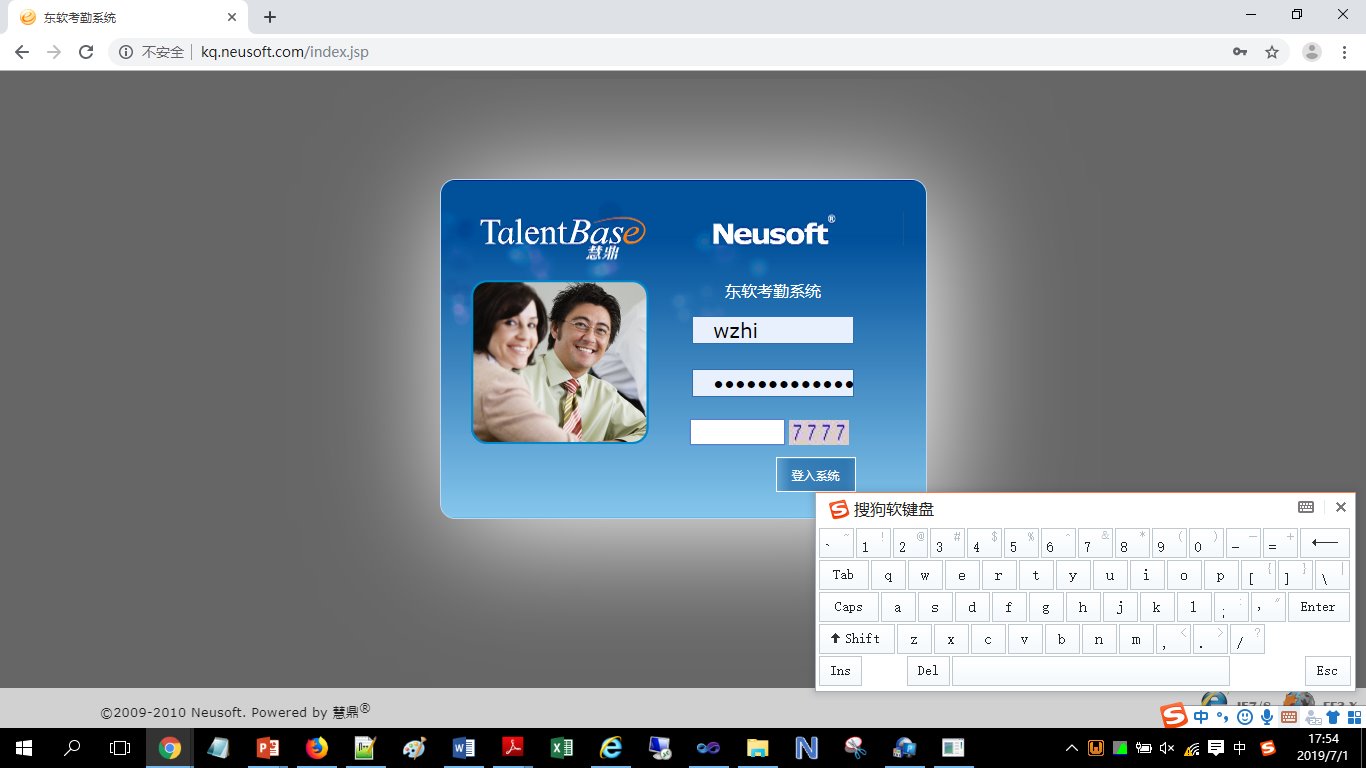 东软考勤系统
不安全 kq.neusoft.com/index.jsp
TalentBase
慧鼎
Neusoft®
东软考勤系统
wzhi
•••••••••••••
7777
登入系统
搜狗软键盘
` ~ 1 ! 2 @ 3 # 4 $ 5 % 6 ^ 7 & 8 * 9 ( 0 ) - _ = +
Tab q w e r t y u i o p [ { ] } \ |
Caps a s d f g h j k l ; : ' " Enter
Shift z x c v b n m , < . > / ?
Ins Del Esc
©2009-2010 Neusoft. Powered by 慧鼎®
中
中
17:54
2019/7/1